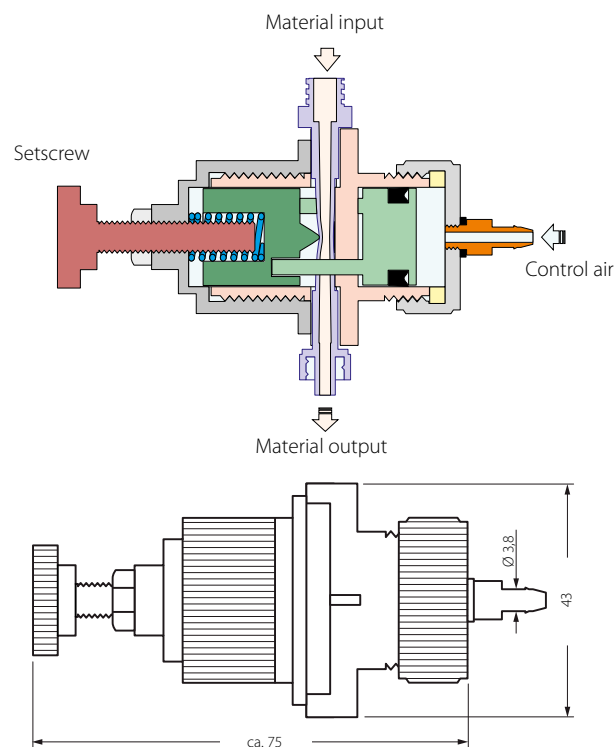 Material input
Setscrew
Control air
Material output
Ø 3,8
43
ca. 75